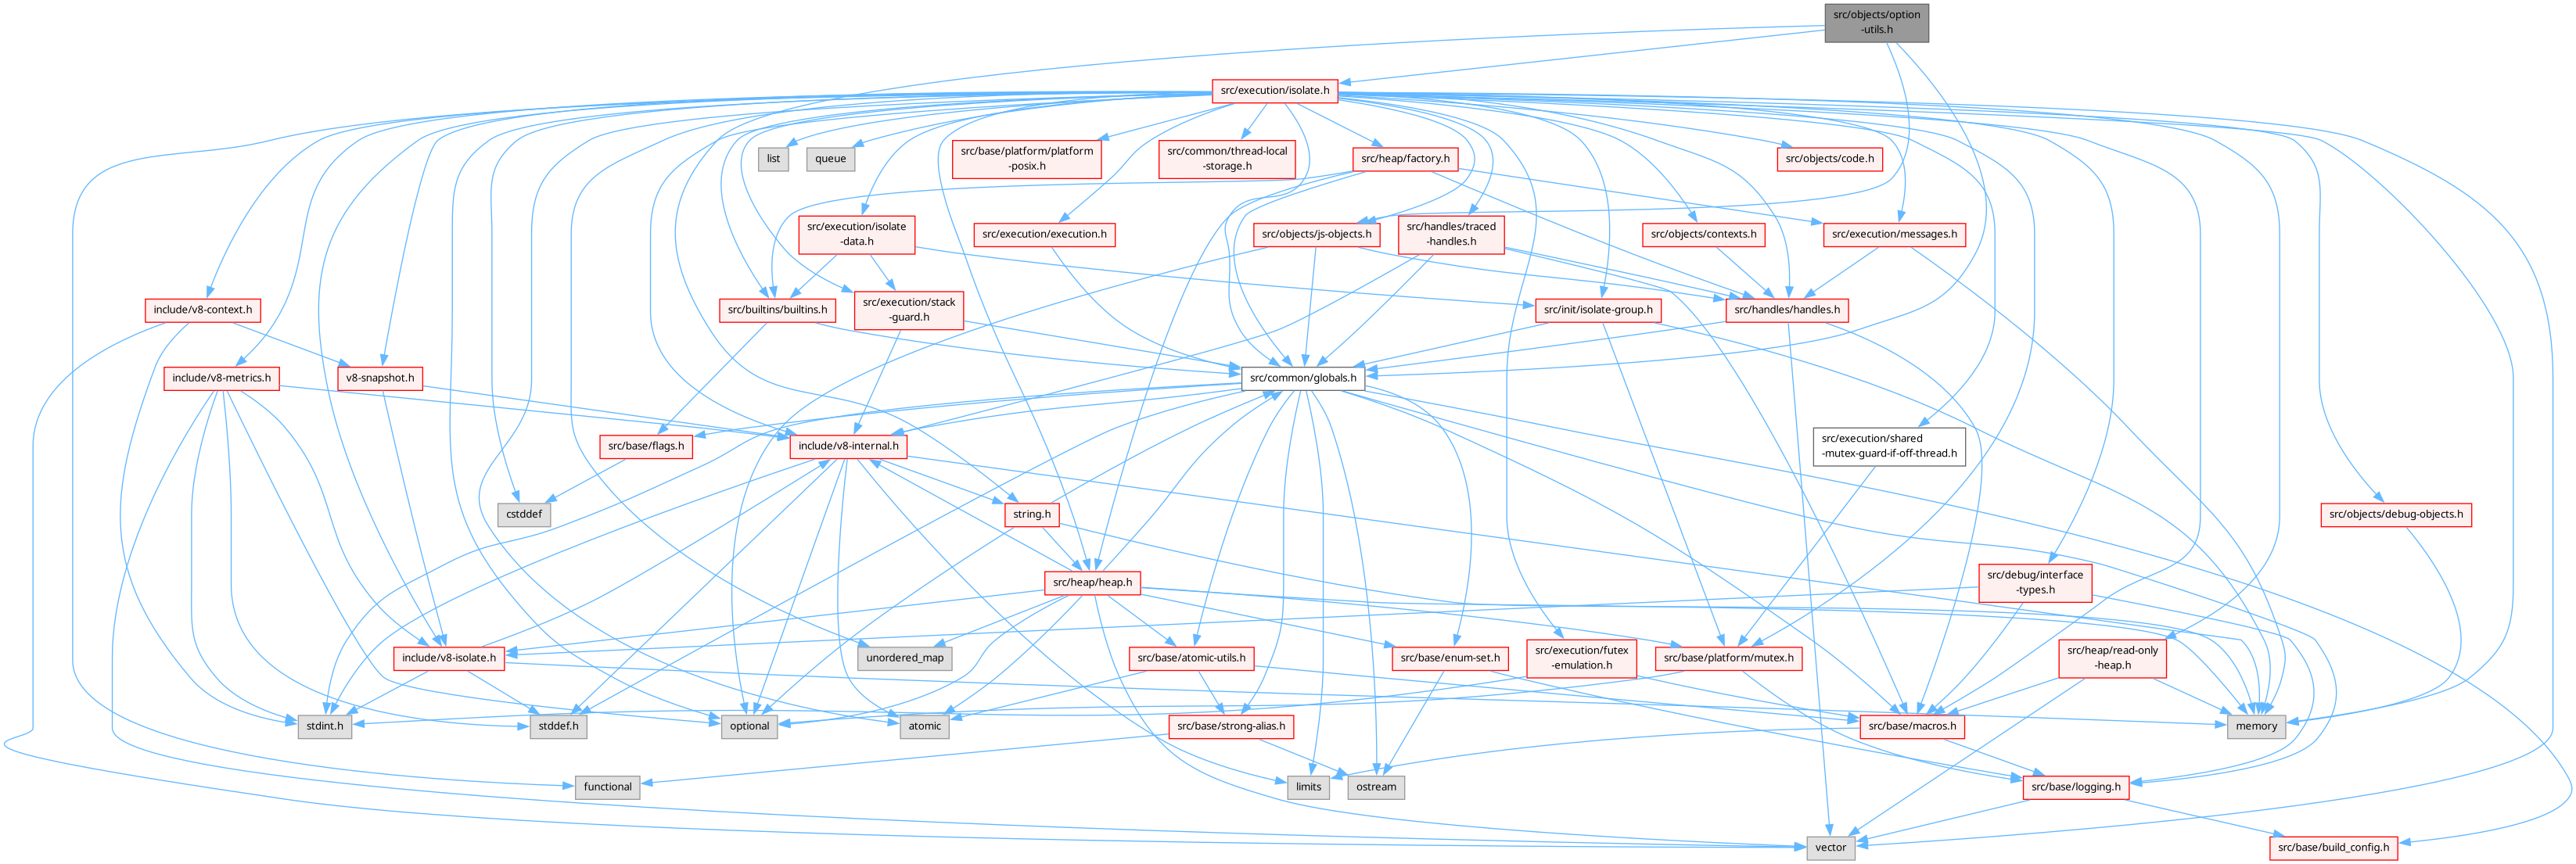 src/objects/option
-utils.h
src/execution/isolate.h
list
queue
src/base/platform/platform
-posix.h
src/common/thread-local
-storage.h
src/heap/factory.h
src/objects/code.h
src/execution/isolate
-data.h
src/execution/execution.h
src/objects/js-objects.h
src/handles/traced
-handles.h
src/objects/contexts.h
src/execution/messages.h
include/v8-context.h
src/builtins/builtins.h
src/execution/stack
-guard.h
src/init/isolate-group.h
src/handles/handles.h
include/v8-metrics.h
v8-snapshot.h
src/common/globals.h
src/base/flags.h
include/v8-internal.h
src/execution/shared
-mutex-guard-if-off-thread.h
cstddef
string.h
src/objects/debug-objects.h
src/heap/heap.h
src/debug/interface
-types.h
include/v8-isolate.h
unordered_map
src/base/atomic-utils.h
src/base/enum-set.h
src/execution/futex
-emulation.h
src/base/platform/mutex.h
src/heap/read-only
-heap.h
stdint.h
stddef.h
optional
atomic
src/base/strong-alias.h
src/base/macros.h
memory
functional
limits
ostream
src/base/logging.h
vector
src/base/build_config.h